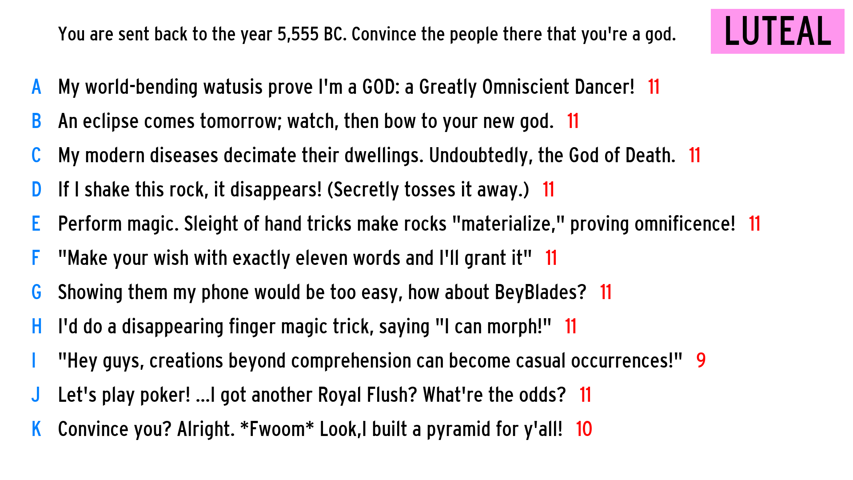 You are sent back to the year 5,555 BC. Convince the people there that you're a god.
LUTEAL
A My world-bending watusis prove I'm a GOD: a Greatly Omniscient Dancer! 11
B An eclipse comes tomorrow; watch, then bow to your new god. 11
C My modern diseases decimate their dwellings. Undoubtedly, the God of Death. 11
D If I shake this rock, it disappears! (Secretly tosses it away.) 11
E Perform magic. Sleight of hand tricks make rocks "materialize," proving omnificence! 11
F "Make your wish with exactly eleven words and I'll grant it" 11
G Showing them my phone would be too easy, how about BeyBlades? 11
H I'd do a disappearing finger magic trick, saying "I can morph!" 11
I "Hey guys, creations beyond comprehension can become casual occurrences!" 9
J Let's play poker! ...I got another Royal Flush? What're the odds? 11
K Convince you? Alright. *Fwoom* Look,I built a pyramid for y'all! 10